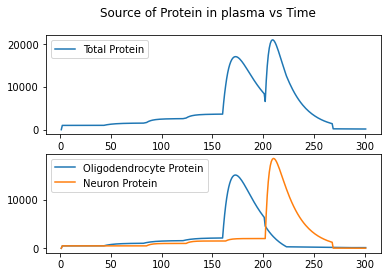 Source of Protein in plasma vs Time
20000
Total Protein
10000
0
0 50 100 150 200 250 300
Oligodendrocyte Protein
Neuron Protein
10000
0
0 50 100 150 200 250 300